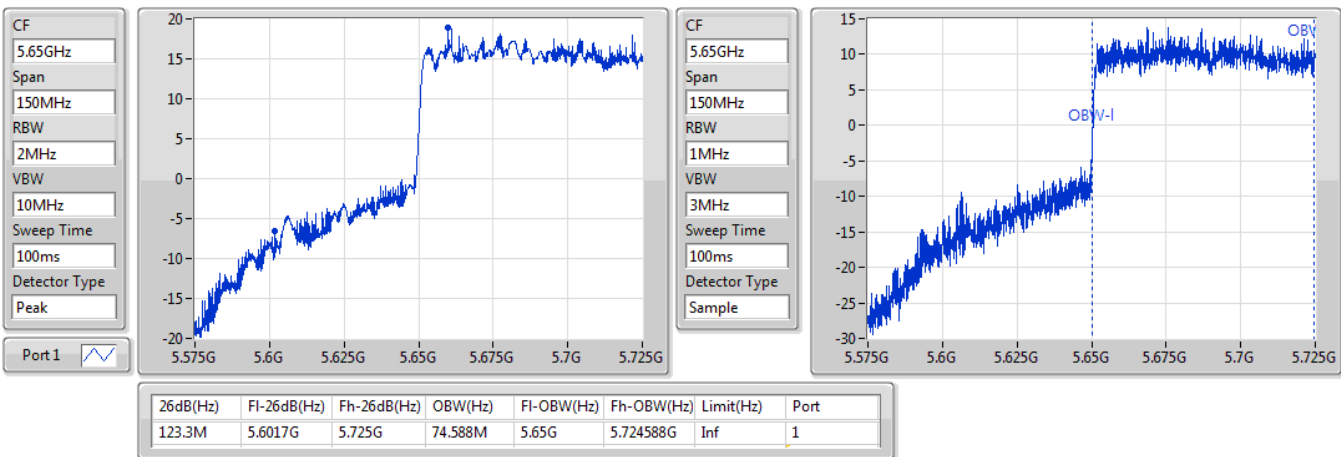 CF
5.65GHz
Span
150MHz
RBW
2MHz
VBW
10MHz
Sweep Time
100ms
Detector Type
Peak
Port 1
20
15
10
5
0
-5
-10
-15
-20
5.575G 5.6G 5.625G 5.65G 5.675G 5.7G 5.725G
CF
5.65GHz
Span
150MHz
RBW
1MHz
VBW
3MHz
Sweep Time
100ms
Detector Type
Sample
15
10
5
0
-5
-10
-15
-20
-25
-30
OBW-l
5.575G 5.6G 5.625G 5.65G 5.675G 5.7G 5.725G
26dB(Hz) Fl-26dB(Hz) Fh-26dB(Hz) OBW(Hz) Fl-OBW(Hz) Fh-OBW(Hz) Limit(Hz) Port
123.3M 5.6017G 5.725G 74.588M 5.65G 5.724588G Inf 1